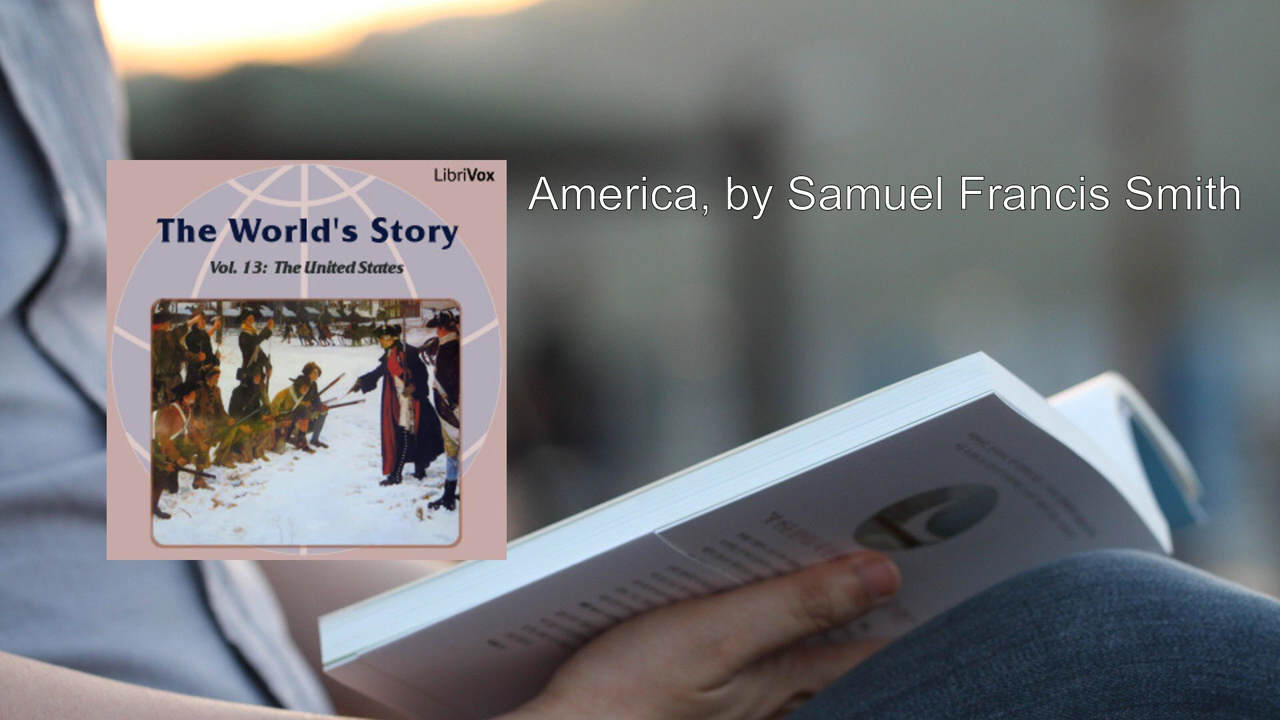 LibriVox
The World's Story
Vol. 13: The United States
America, by Samuel Francis Smith